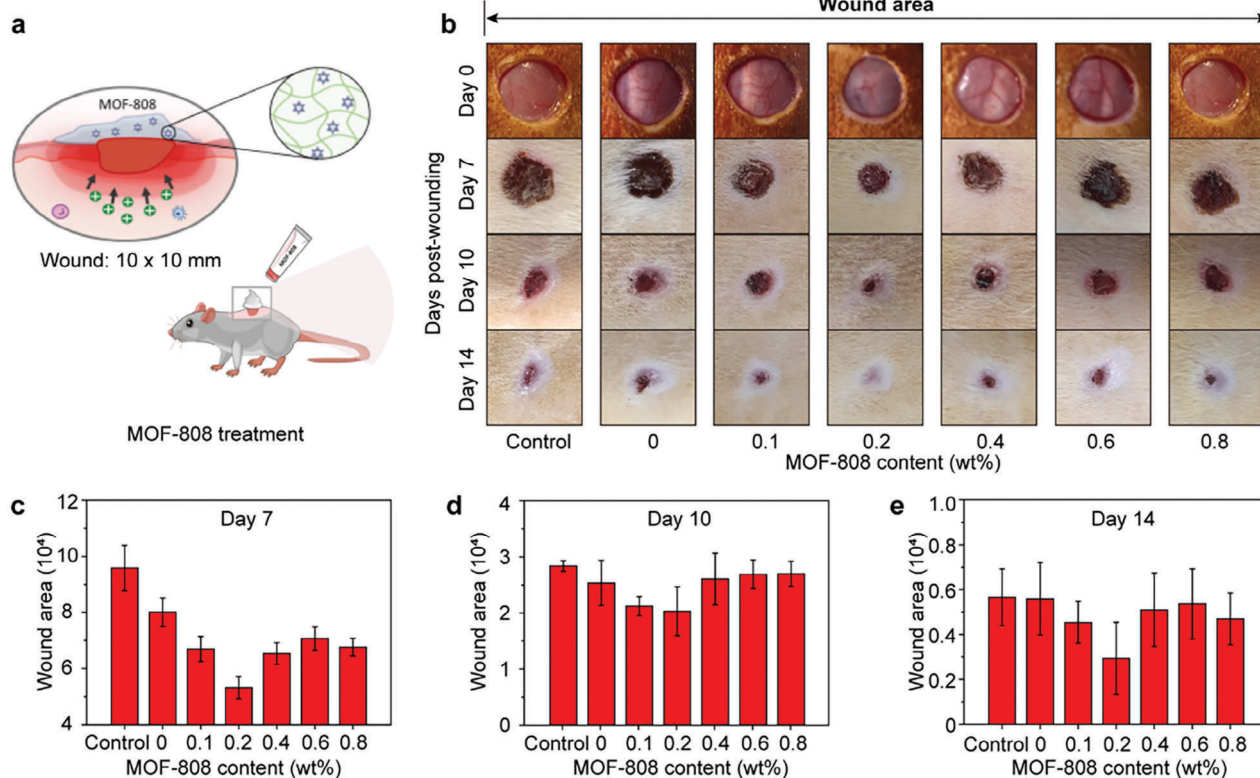 a
MOF-808
Wound: 10 x 10 mm
MOF-808
MOF-808 treatment
b
Wound area
Days post-wounding
Day 0
Day 7
Day 10
Day 14
Control 0 0.1 0.2 0.4 0.6 0.8
MOF-808 content (wt%)
c
Day 7
Wound area (10⁴)
12
10
8
6
4
Control 0 0.1 0.2 0.4 0.6 0.8
MOF-808 content (wt%)
d
Day 10
Wound area (10⁴)
4
3
2
1
0
Control 0 0.1 0.2 0.4 0.6 0.8
MOF-808 content (wt%)
e
Day 14
Wound area (10⁴)
1.0
0.8
0.6
0.4
0.2
0
Control 0 0.1 0.2 0.4 0.6 0.8
MOF-808 content (wt%)